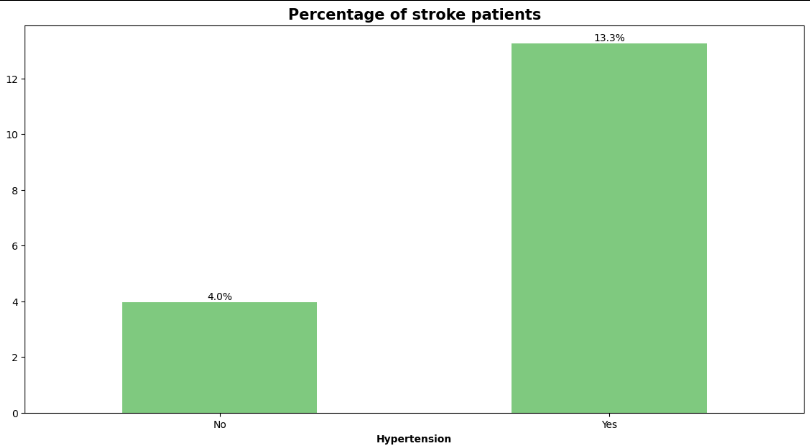 Percentage of stroke patients
13.3%
12
10
8
6
4.0%
4
2
0
No
Yes
Hypertension